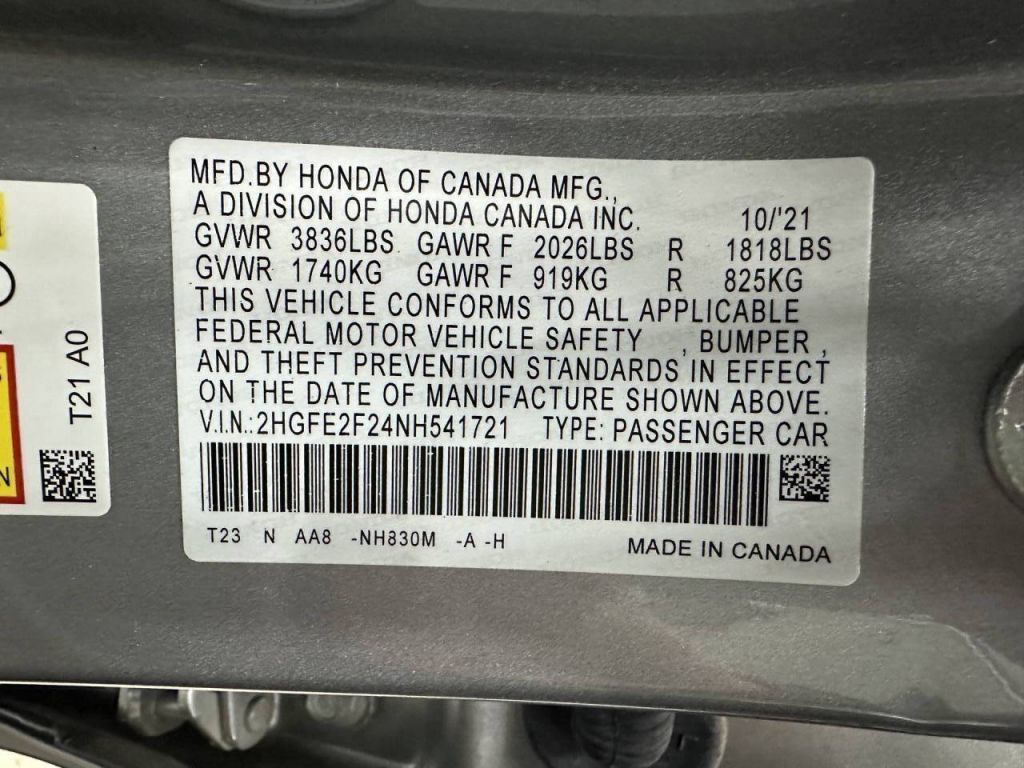 MFD.BY HONDA OF CANADA MFG.,
A DIVISION OF HONDA CANADA INC. 10/'21
GVWR 3836LBS GAWR F 2026LBS R 1818LBS
GVWR 1740KG GAWR F 919KG R 825KG
THIS VEHICLE CONFORMS TO ALL APPLICABLE
FEDERAL MOTOR VEHICLE SAFETY , BUMPER ,
AND THEFT PREVENTION STANDARDS IN EFFECT
ON THE DATE OF MANUFACTURE SHOWN ABOVE.
V.I.N.:2HGFE2F24NH541721 TYPE: PASSENGER CAR
T23 N AA8 -NH830M -A -H MADE IN CANADA
T21 A0